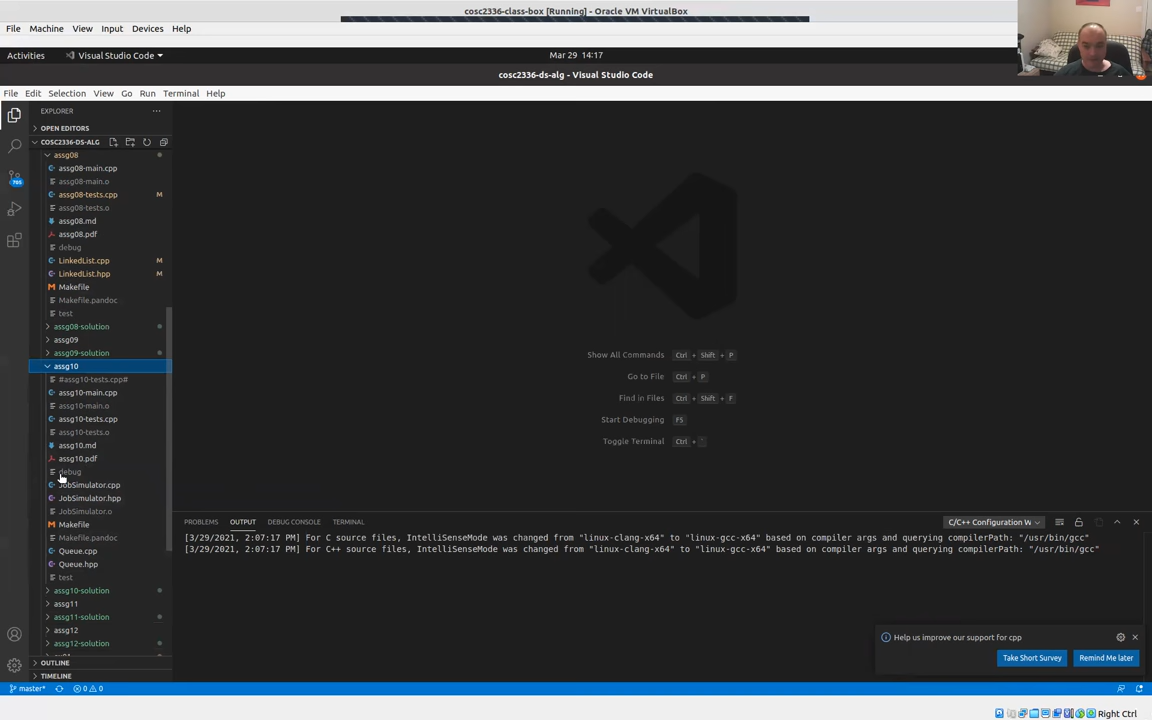 cosc2336-class-box [Running] - Oracle VM VirtualBox
File Machine View Input Devices Help
Activities Visual Studio Code Mar 29 14:17
cosc2336-ds-alg - Visual Studio Code
File Edit Selection View Go Run Terminal Help
EXPLORER
OPEN EDITORS
COSC2336-DS-ALG
assg08
assg08-main.cpp
assg08-main.o
assg08-tests.cpp M
assg08-tests.o
assg08.md
assg08.pdf
debug
LinkedList.cpp M
LinkedList.hpp M
Makefile
Makefile.pandoc
test
assg08-solution
assg09
assg09-solution
assg10
#assg10-tests.cpp#
assg10-main.cpp
assg10-main.o
assg10-tests.cpp
assg10-tests.o
assg10.md
assg10.pdf
debug
JobSimulator.cpp
JobSimulator.hpp
JobSimulator.o
Makefile
Makefile.pandoc
Queue.cpp
Queue.hpp
test
assg10-solution
assg11
assg11-solution
assg12
assg12-solution
OUTLINE
TIMELINE
705
Show All Commands Ctrl + Shift + P
Go to File Ctrl + P
Find in Files Ctrl + Shift + F
Start Debugging F5
Toggle Terminal Ctrl + `
PROBLEMS OUTPUT DEBUG CONSOLE TERMINAL C/C++ Configuration W
[3/29/2021, 2:07:17 PM] For C source files, IntelliSenseMode was changed from "linux-clang-x64" to "linux-gcc-x64" based on compiler args and querying compilerPath: "/usr/bin/gcc"
[3/29/2021, 2:07:17 PM] For C++ source files, IntelliSenseMode was changed from "linux-clang-x64" to "linux-gcc-x64" based on compiler args and querying compilerPath: "/usr/bin/gcc"
Help us improve our support for cpp
Take Short Survey Remind Me later
master* 0 0
Right Ctrl